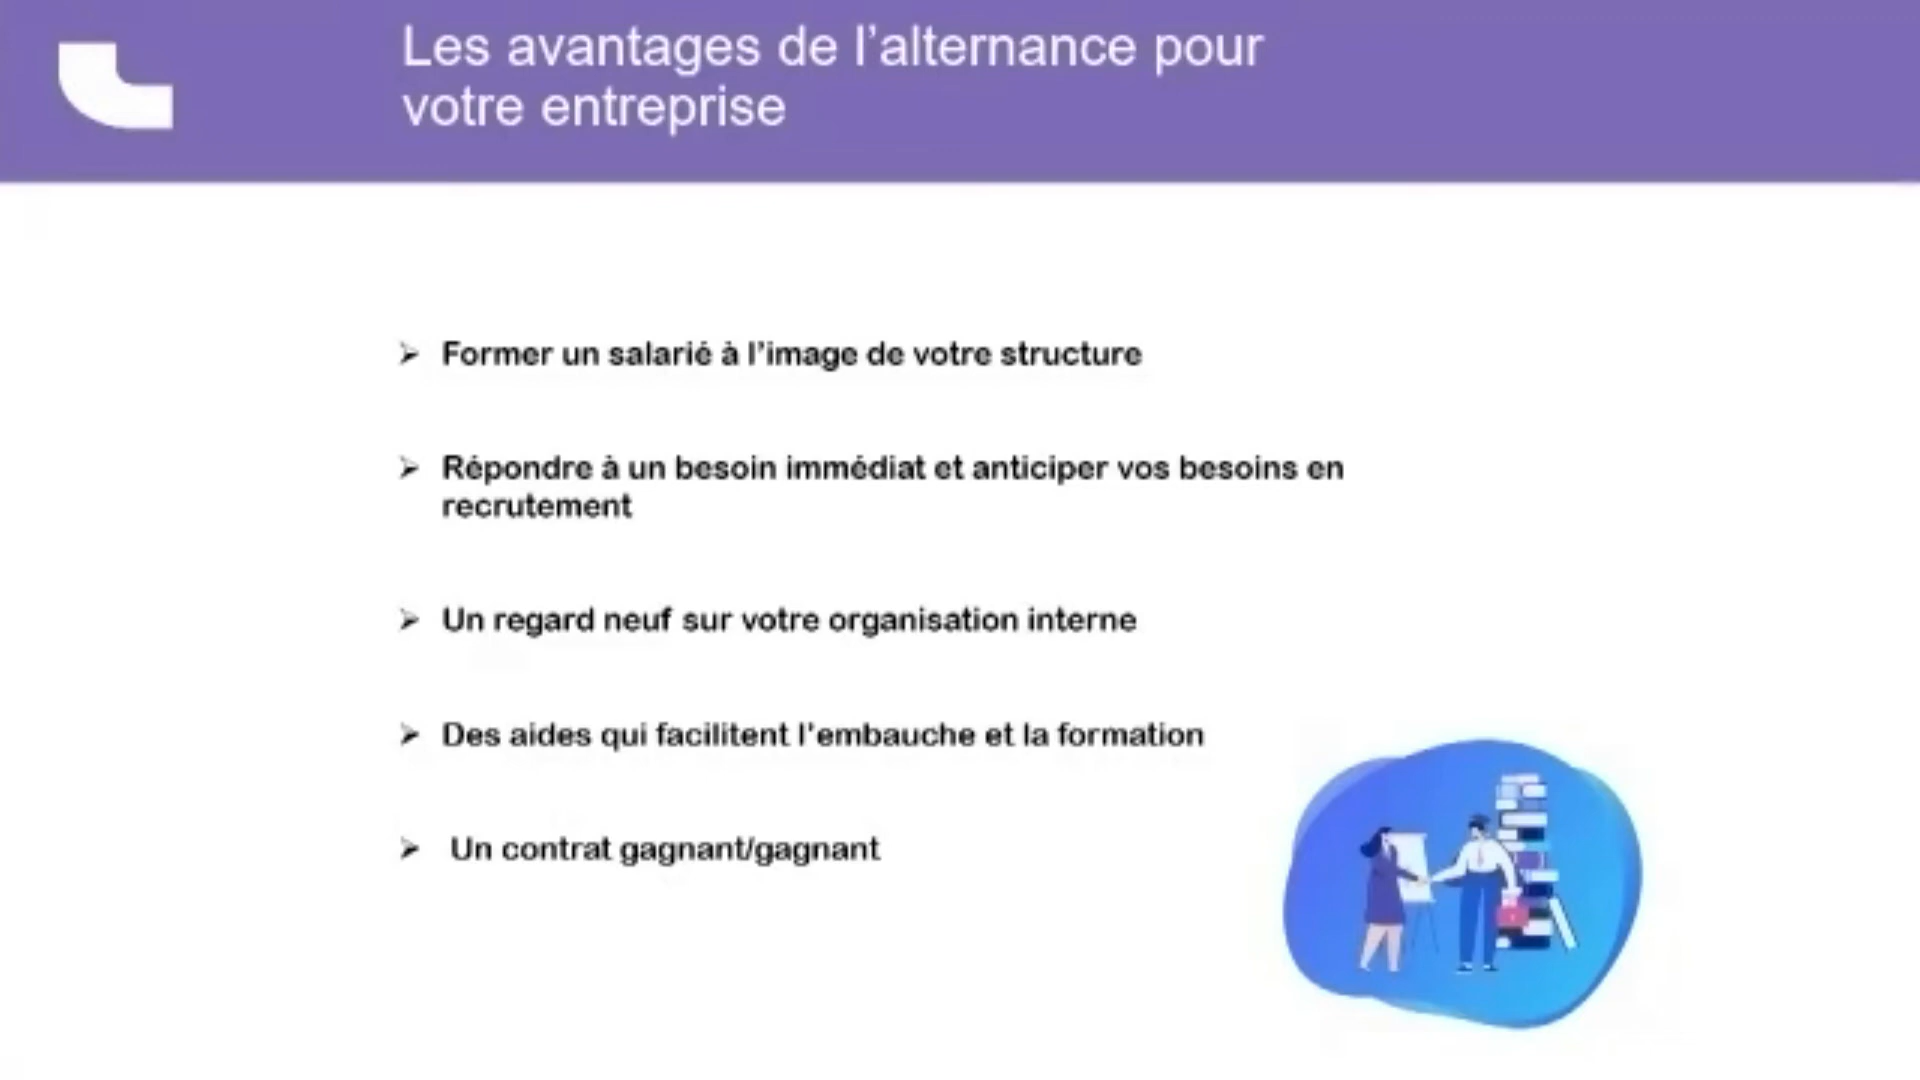 Les avantages de l’alternance pour
votre entreprise
➢ Former un salarié à l’image de votre structure
➢ Répondre à un besoin immédiat et anticiper vos besoins en
recrutement
➢ Un regard neuf sur votre organisation interne
➢ Des aides qui facilitent l’embauche et la formation
➢ Un contrat gagnant/gagnant